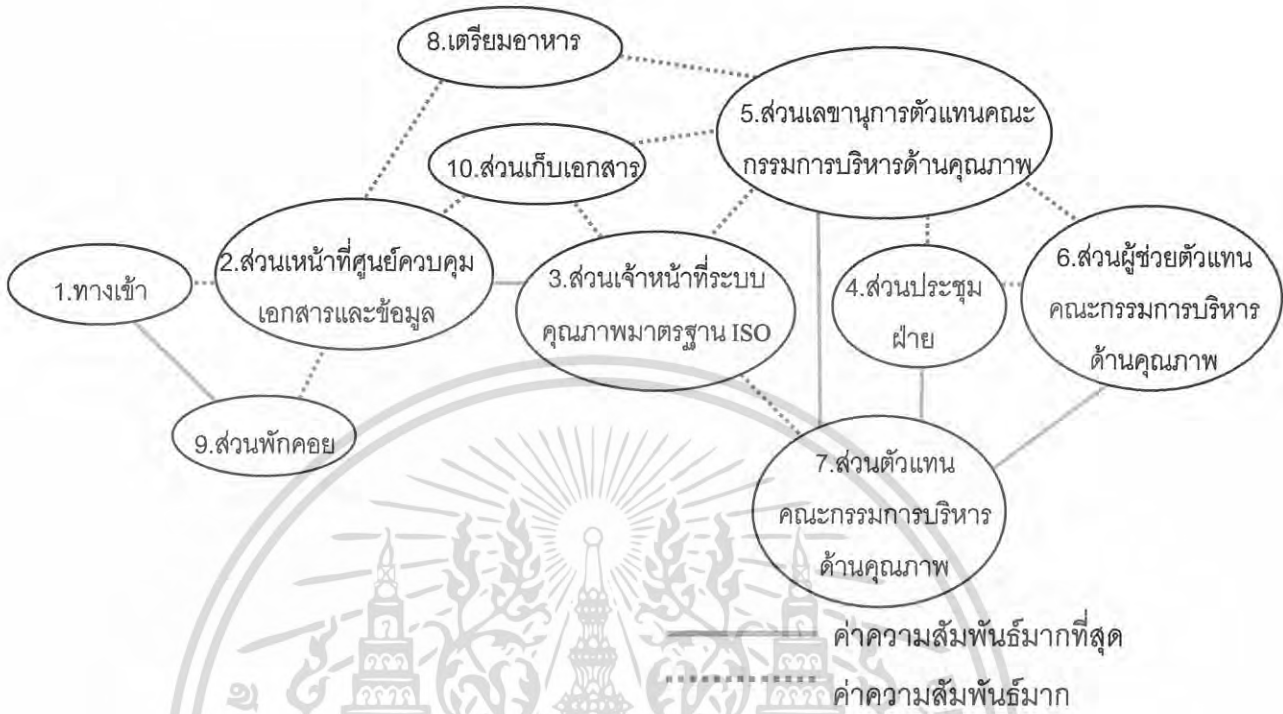 8.เตรียมอาหาร
5.ส่วนเลขานุการตัวแทนคณะ
กรรมการบริหารด้านคุณภาพ
10.ส่วนเก็บเอกสาร
2.ส่วนเหน้าที่ศูนย์ควบคุม
เอกสารและข้อมูล
1.ทางเข้า
3.ส่วนเจ้าหน้าที่ระบบ
คุณภาพมาตรฐาน ISO
4.ส่วนประชุม
ฝ่าย
6.ส่วนผู้ช่วยตัวแทน
คณะกรรมการบริหาร
ด้านคุณภาพ
9.ส่วนพักคอย
7.ส่วนตัวแทน
คณะกรรมการบริหาร
ด้านคุณภาพ
ค่าความสัมพันธ์มากที่สุด
ค่าความสัมพันธ์มาก